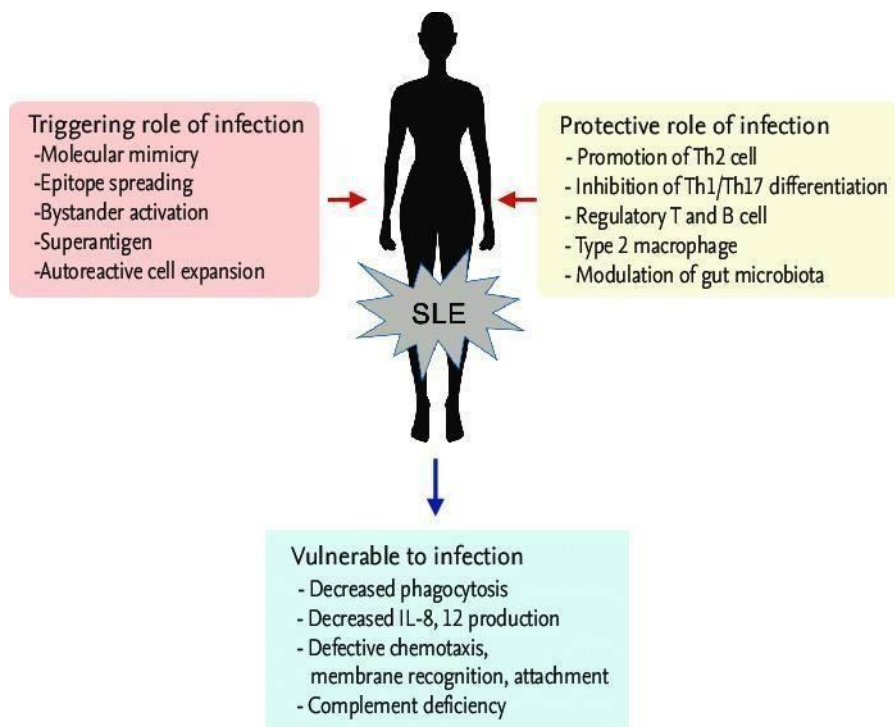 Triggering role of infection
-Molecular mimicry
-Epitope spreading
-Bystander activation
-Superantigen
-Autoreactive cell expansion
Protective role of infection
- Promotion of Th2 cell
- Inhibition of Th1/Th17 differentiation
- Regulatory T and B cell
- Type 2 macrophage
- Modulation of gut microbiota
SLE
Vulnerable to infection
- Decreased phagocytosis
- Decreased IL-8, 12 production
- Defective chemotaxis,
membrane recognition, attachment
- Complement deficiency